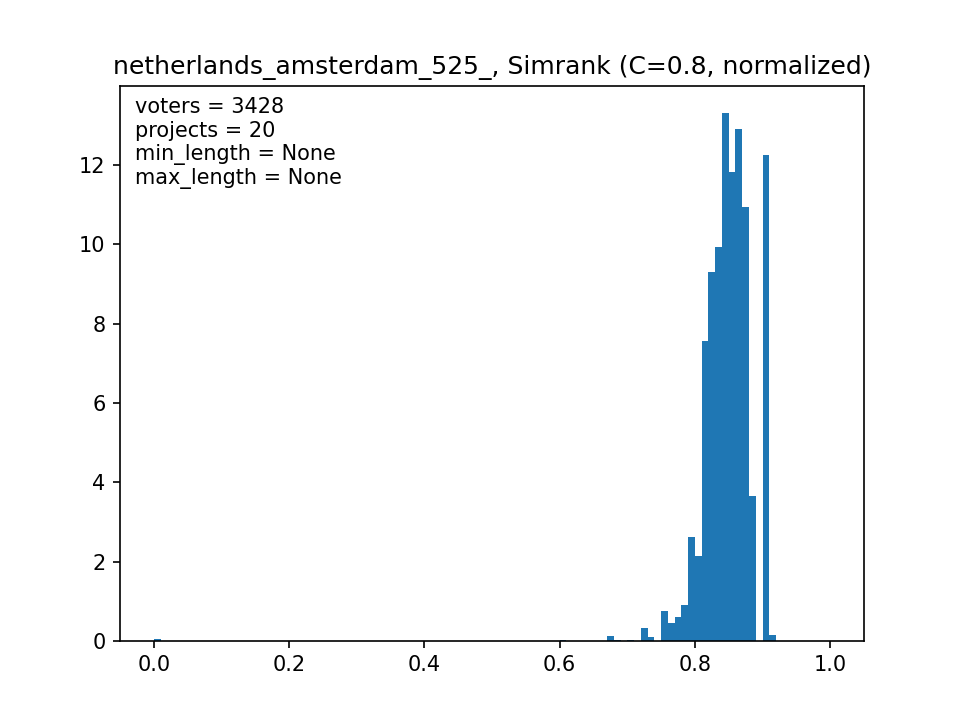 netherlands_amsterdam_525_, Simrank (C=0.8, normalized)
voters = 3428
projects = 20
min_length = None
max_length = None
12
10
8
6
4
2
0
0.0 0.2 0.4 0.6 0.8 1.0